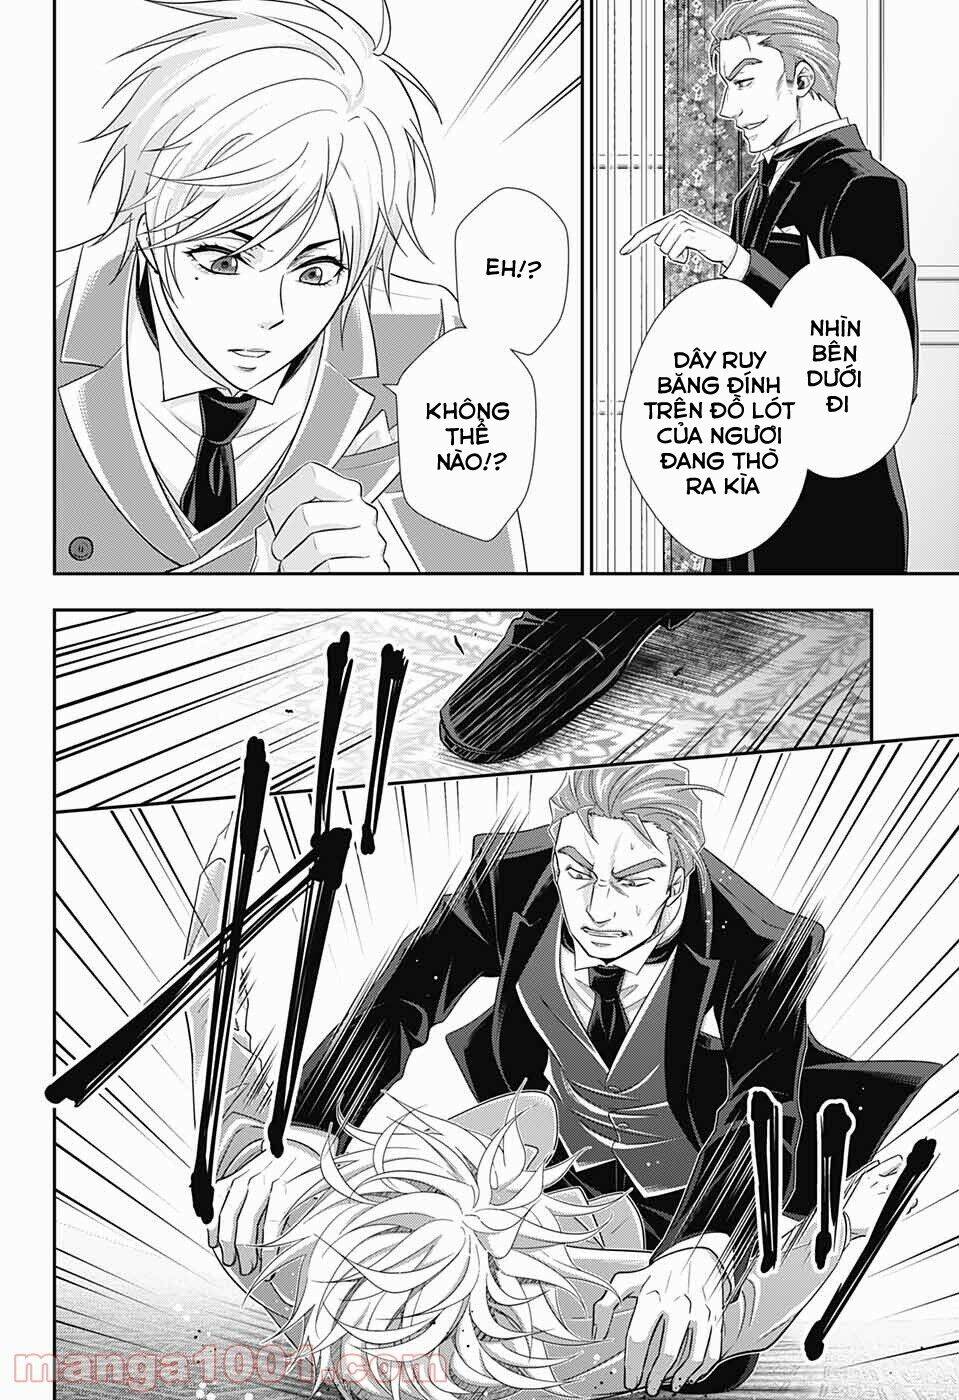 NHÌN
BÊN
DƯỚI
ĐI
DÂY RUY
BĂNG ĐÍNH
TRÊN ĐỒ LÓT
CỦA NGƯƠI
ĐANG THÒ
RA KÌA
EH!?
KHÔNG
THỂ
NÀO!?
manga1001.com